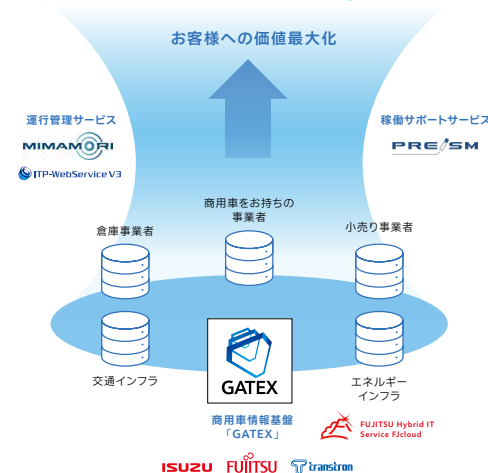 お客様への価値最大化
運行管理サービス
MIMAMORI
ITP-WebService V3
稼働サポートサービス
PREISM
商用車をお持ちの
事業者
倉庫事業者
小売り事業者
交通インフラ
GATEX
エネルギー
インフラ
商用車情報基盤
「GATEX」
FUJITSU Hybrid IT
Service FJcloud
ISUZU
FUJITSU
transtron